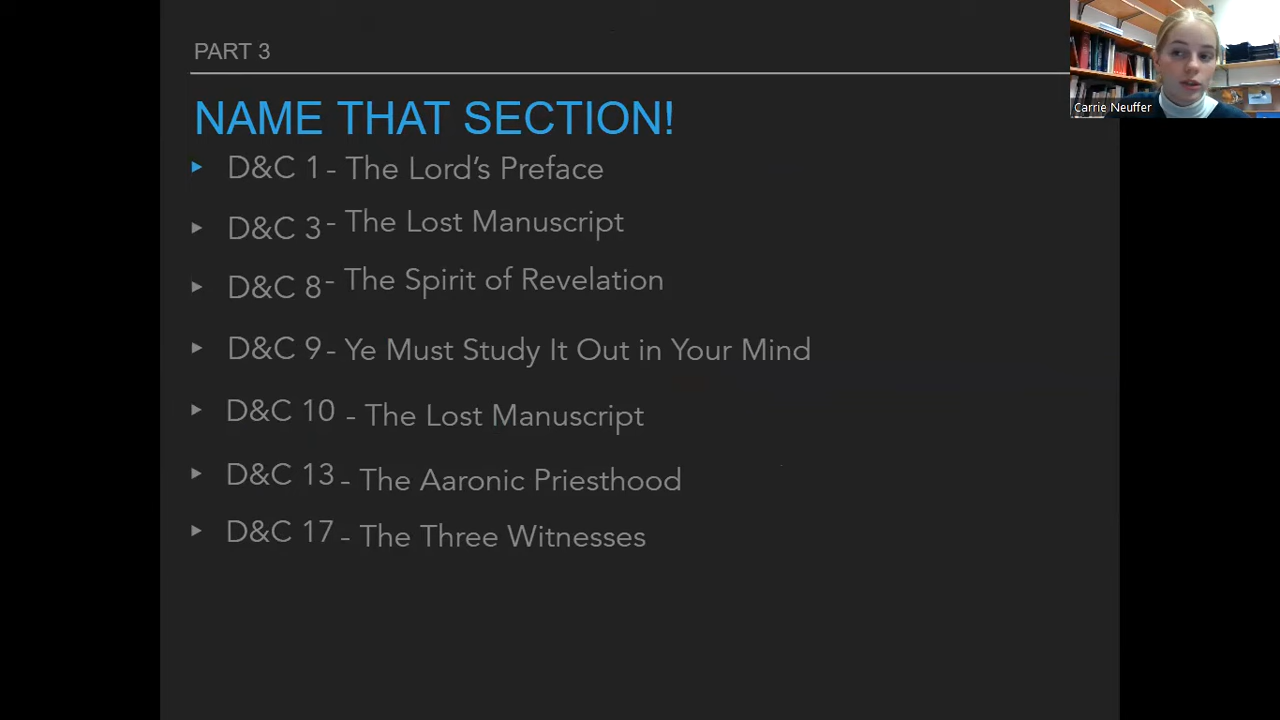 PART 3
Carrie Neuffer
NAME THAT SECTION!
D&C 1 - The Lord's Preface
D&C 3 - The Lost Manuscript
D&C 8 - The Spirit of Revelation
D&C 9 - Ye Must Study It Out in Your Mind
D&C 10 - The Lost Manuscript
D&C 13 - The Aaronic Priesthood
D&C 17 - The Three Witnesses